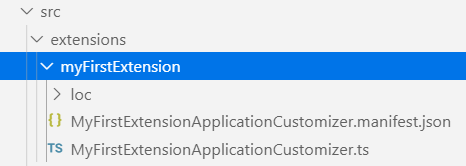 src
extensions
myFirstExtension
loc
{} MyFirstExtensionApplicationCustomizer.manifest.json
TS MyFirstExtensionApplicationCustomizer.ts